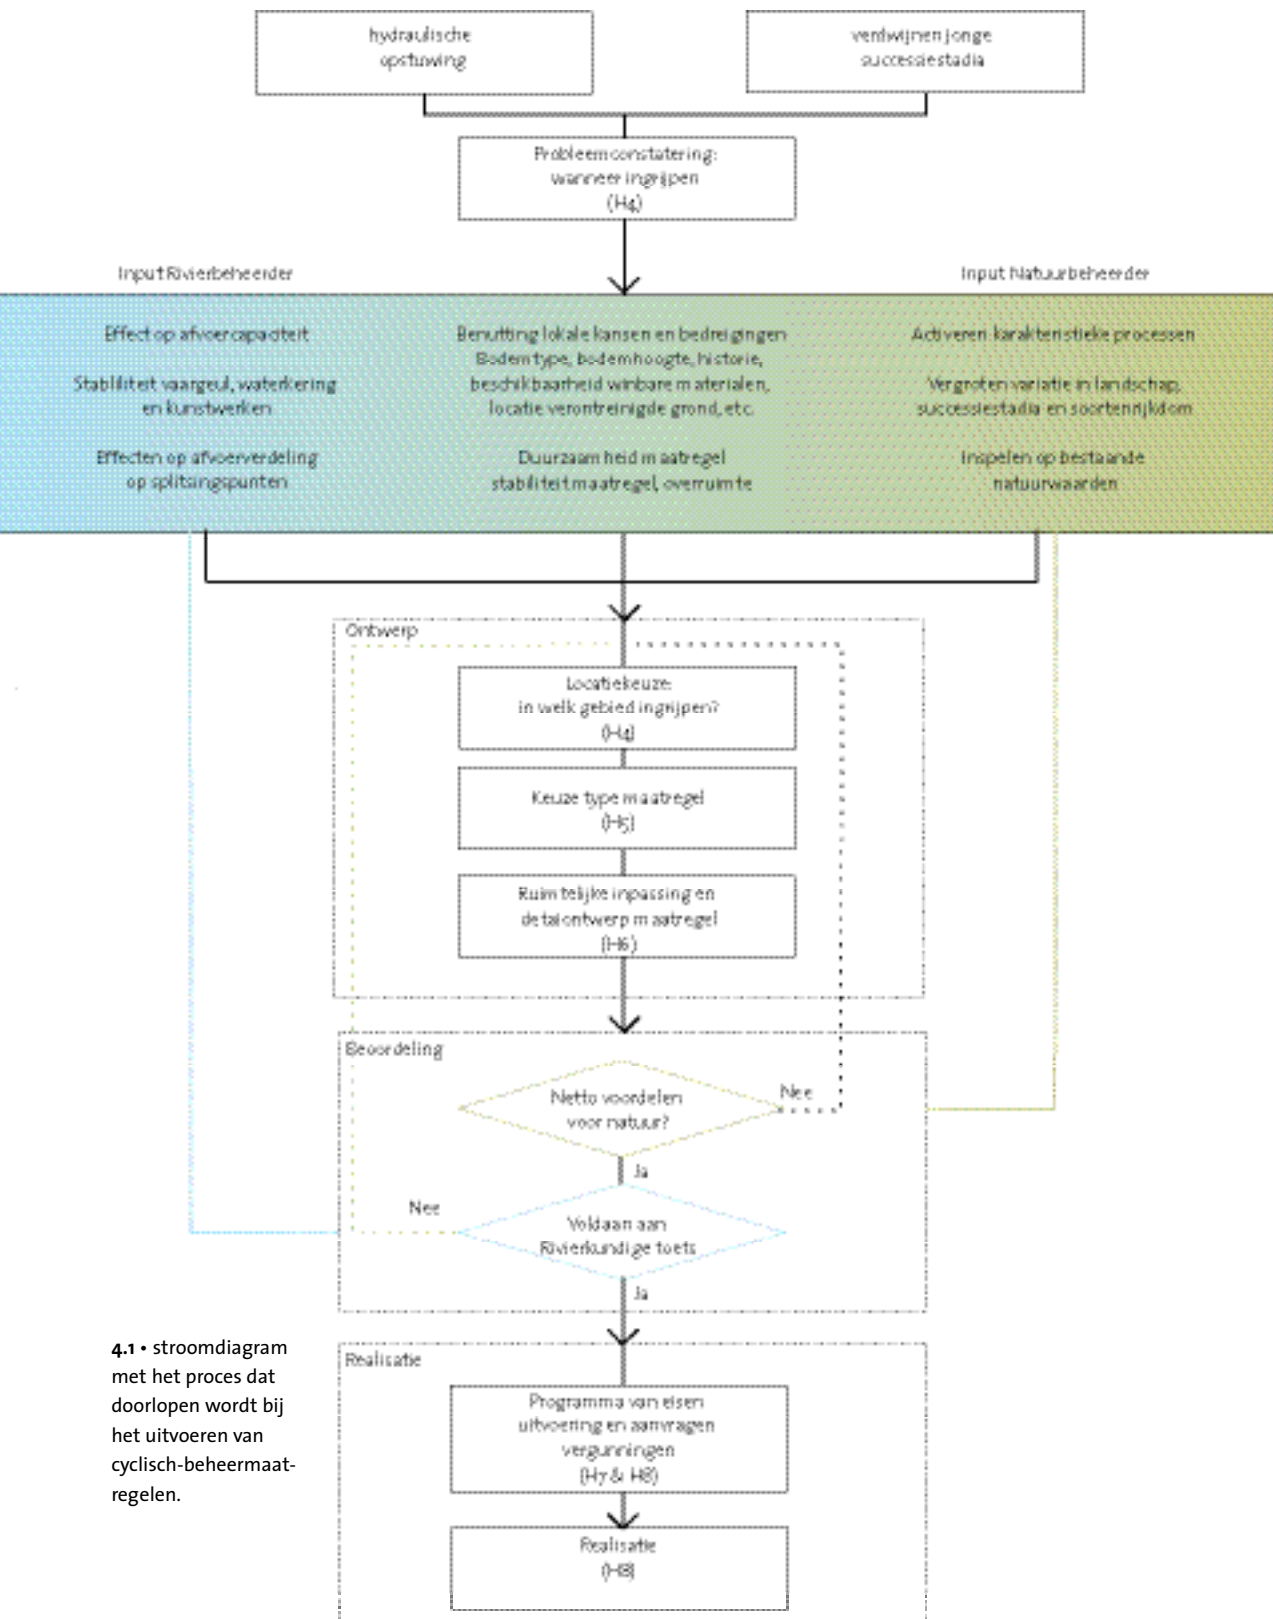 hydraulische
opstuwing
verdwijnen jonge
successiestadia
Probleemconstatering:
wanneer ingrijpen
(H4)
Input Rivierbeheerder
Input Natuurbeheerder
Effect op afvoercapaciteit
Stabliliteit vaargeul, waterkering
en kunstwerken
Effecten op afvoerverdeling
op splitsingspunten
Benutting lokale kansen en bedreigingen
Bodemtype, bodemhoogte, historie,
beschikbaarheid winbare materialen,
locatie verontreinigde grond, etc.
Duurzaamheid maatregel
stabiliteit maatregel, overruimte
Activeren karakteristieke processen
Vergroten variatie in landschap,
successiestadia en soortenrijkdom
Inspelen op bestaande
natuurwaarden
Ontwerp
Locatiekeuze:
in welk gebied ingrijpen?
(H4)
Keuze type maatregel
(H5)
Ruimtelijke inpassing en
detaiontwerp maatregel
(H6)
Beoordeling
Netto voordelen
voor natuur?
Nee
Ja
Nee
Voldaan aan
Rivierkundige toets
Ja
Realisatie
Programma van eisen
uitvoering en aanvragen
vergunningen
(H7 & H8)
Realisatie
(H8)
4.1 • stroomdiagram
met het proces dat
doorlopen wordt bij
het uitvoeren van
cyclisch-beheermaat-
regelen.